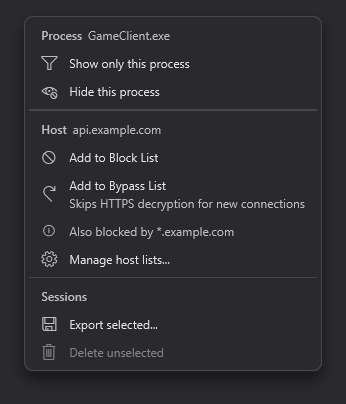 Process GameClient.exe
Show only this process
Hide this process
Host api.example.com
Add to Block List
Add to Bypass List
Skips HTTPS decryption for new connections
Also blocked by *.example.com
Manage host lists...
Sessions
Export selected...
Delete unselected